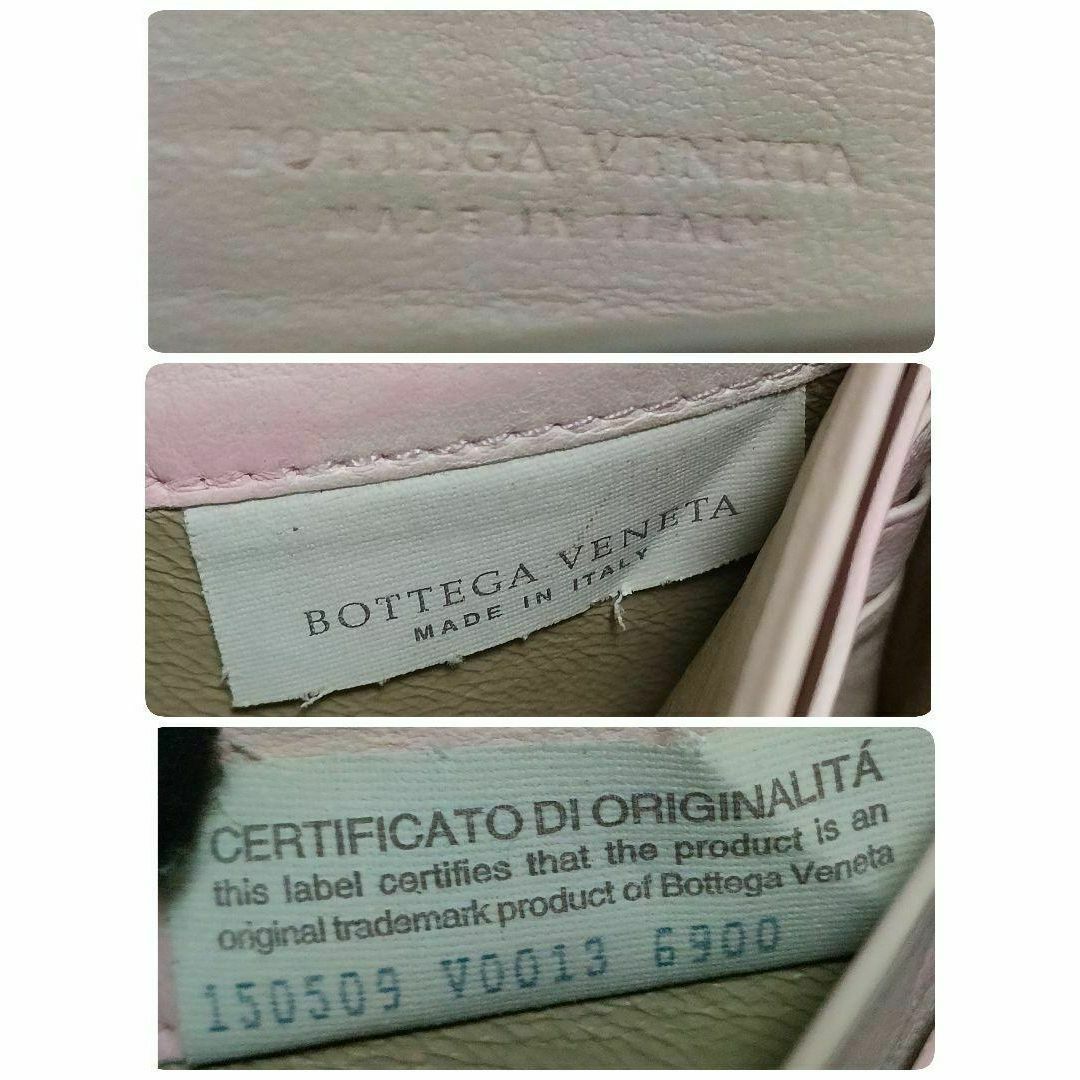 BOTTEGA VENETA
MADE IN ITALY
BOTTEGA VENETA
MADE IN ITALY
CERTIFICATO DI ORIGINALITÁ
this label certifies that the product is an
original trademark product of Bottega Veneta
150509 V0013 6900